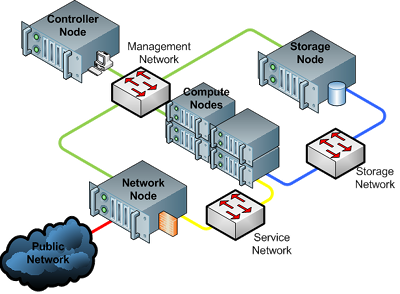 Controller
Node
Management
Network
Storage
Node
Compute
Nodes
Storage
Network
Network
Node
Service
Network
Public
Network